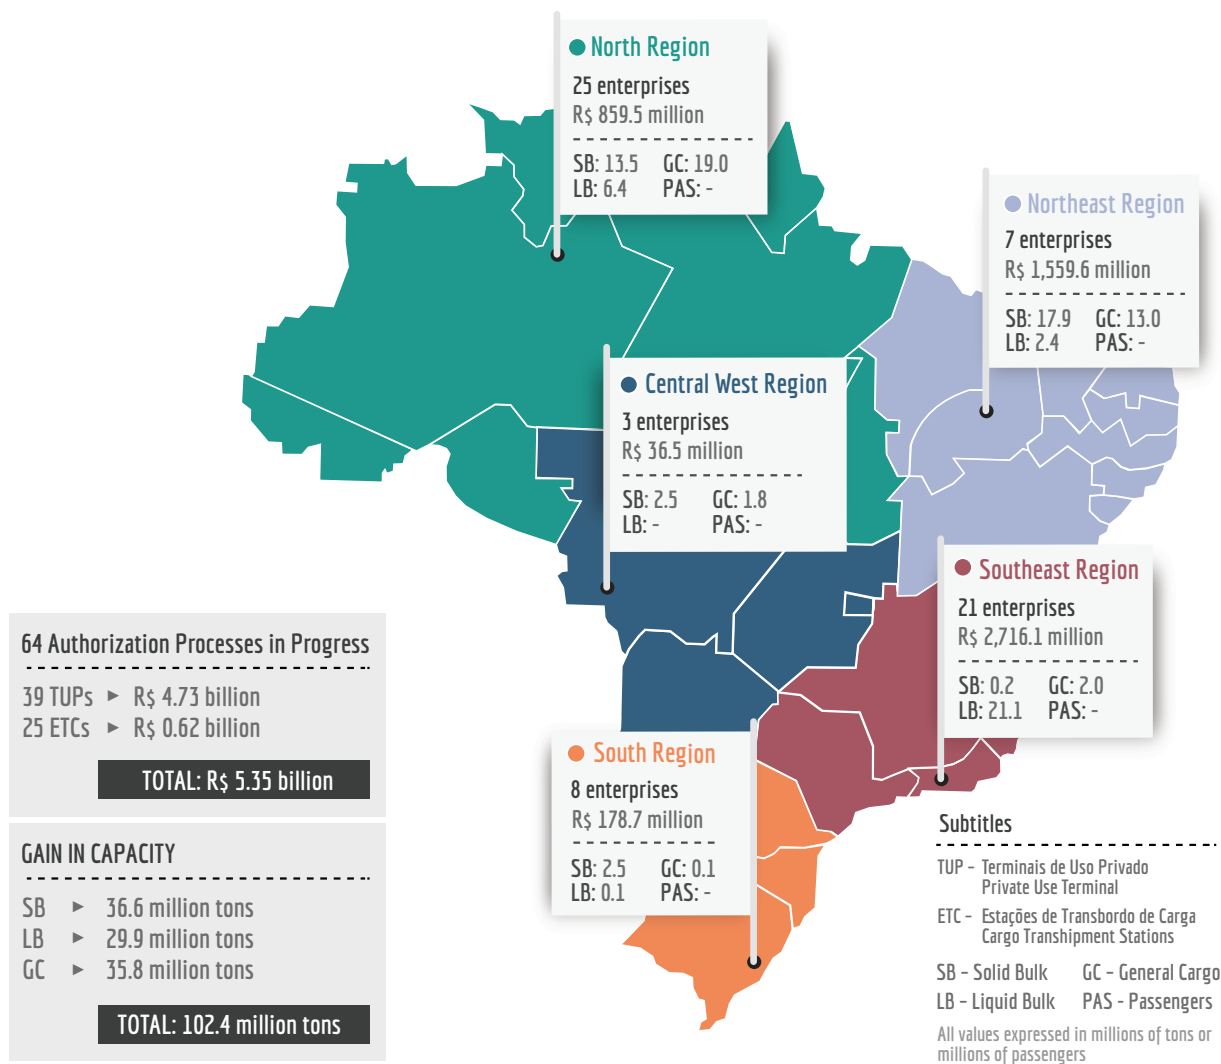 North Region
25 enterprises
R$ 859.5 million
SB: 13.5 GC: 19.0
LB: 6.4 PAS: -
Northeast Region
7 enterprises
R$ 1,559.6 million
SB: 17.9 GC: 13.0
LB: 2.4 PAS: -
Central West Region
3 enterprises
R$ 36.5 million
SB: 2.5 GC: 1.8
LB: - PAS: -
Southeast Region
21 enterprises
R$ 2,716.1 million
SB: 0.2 GC: 2.0
LB: 21.1 PAS: -
South Region
8 enterprises
R$ 178.7 million
SB: 2.5 GC: 0.1
LB: 0.1 PAS: -
64 Authorization Processes in Progress
39 TUPs ► R$ 4.73 billion
25 ETCs ► R$ 0.62 billion
TOTAL: R$ 5.35 billion
GAIN IN CAPACITY
SB ► 36.6 million tons
LB ► 29.9 million tons
GC ► 35.8 million tons
TOTAL: 102.4 million tons
Subtitles
TUP - Terminais de Uso Privado
Private Use Terminal
ETC - Estações de Transbordo de Carga
Cargo Transhipment Stations
SB - Solid Bulk GC - General Cargo
LB - Liquid Bulk PAS - Passengers
All values expressed in millions of tons or
millions of passengers